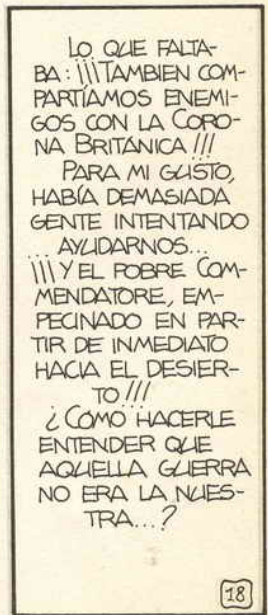 LO QUE FALTA-
BA: ¡¡¡TAMBIEN COM-
PARTÍAMOS ENEMI-
GOS CON LA CORO-
NA BRITÁNICA!!!
PARA MI GUSTO,
HABÍA DEMASIADA
GENTE INTENTANDO
AYUDARNOS...
¡¡¡Y EL POBRE COM-
MENDATORE, EM-
PECINADO EN PAR-
TIR DE INMEDIATO
HACIA EL DESIER-
TO!!!
¿CÓMO HACERLE
ENTENDER QUE
AQUELLA GUERRA
NO ERA LA NUES-
TRA...?
18